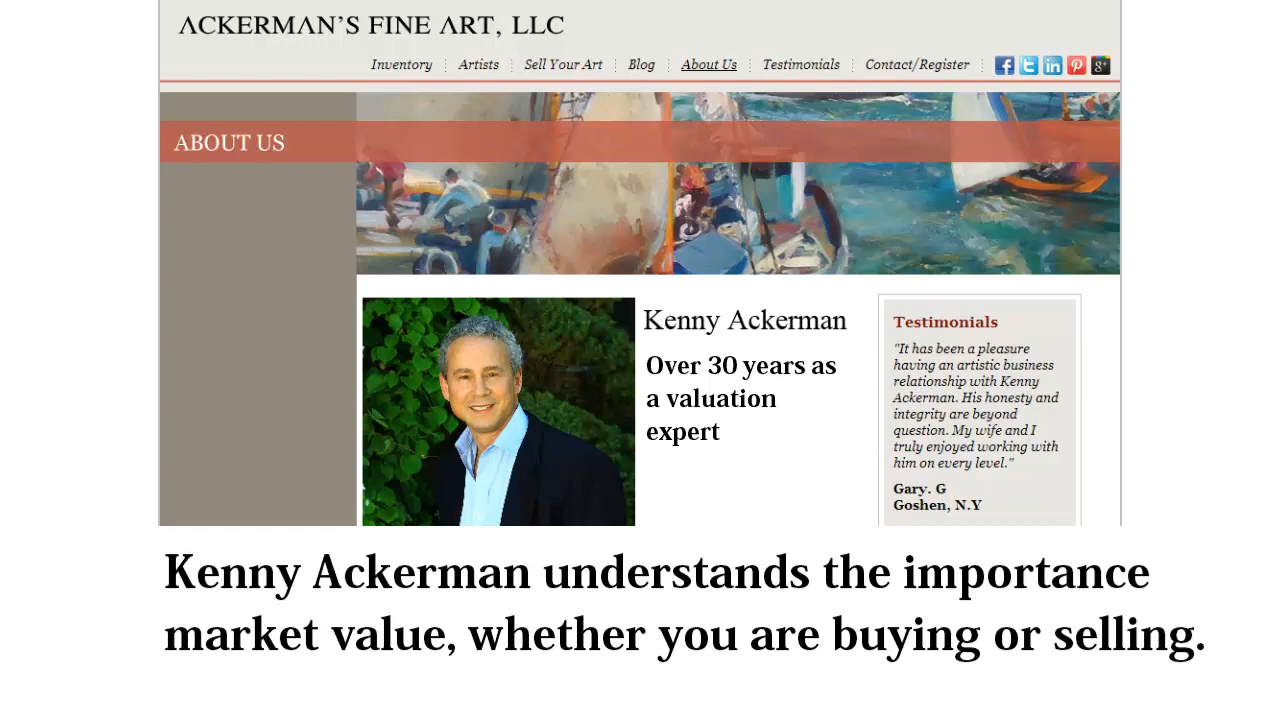 ACKERMAN'S FINE ART, LLC
Inventory Artists Sell Your Art Blog About Us Testimonials Contact/Register
ABOUT US
Kenny Ackerman
Over 30 years as
a valuation
expert
Testimonials
"It has been a pleasure
having an artistic business
relationship with Kenny
Ackerman. His honesty and
integrity are beyond
question. My wife and I
truly enjoyed working with
him on every level."
Gary. G
Goshen, N.Y
Kenny Ackerman understands the importance
market value, whether you are buying or selling.